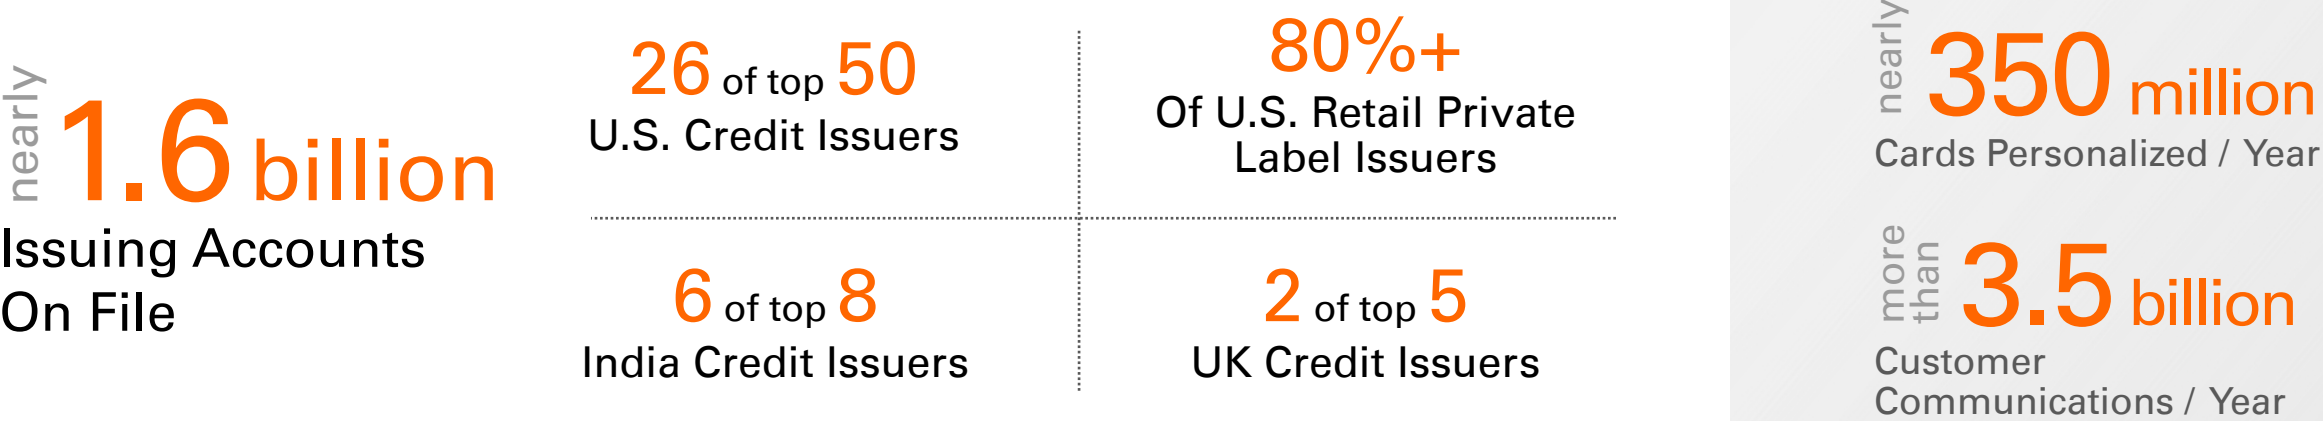 nearly 1.6 billion
Issuing Accounts
On File
26 of top 50
U.S. Credit Issuers
80%+
Of U.S. Retail Private
Label Issuers
6 of top 8
India Credit Issuers
2 of top 5
UK Credit Issuers
nearly 350 million
Cards Personalized / Year
more
than 3.5 billion
Customer
Communications / Year